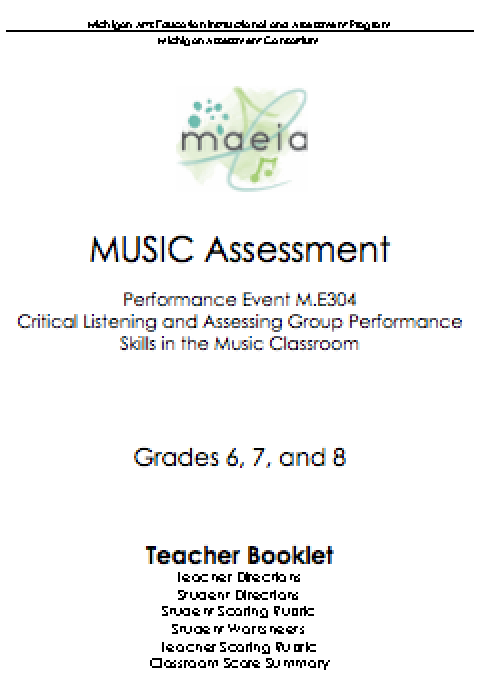 Michigan Arts Education Instructional and Assessment Program
Michigan Assessment Consortium
maeia
MUSIC Assessment
Performance Event M.E304
Critical Listening and Assessing Group Performance
Skills in the Music Classroom
Grades 6, 7, and 8
Teacher Booklet
Teacher Directions
Student Directions
Student Scoring Rubric
Student Worksheets
Teacher Scoring Rubric
Classroom Score Summary